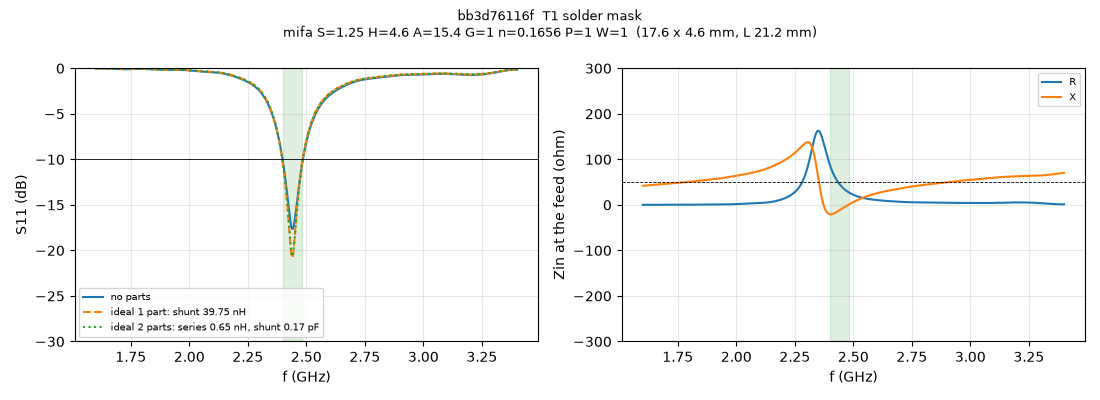 bb3d76116f  T1 solder mask
mifa S=1.25 H=4.6 A=15.4 G=1 n=0.1656 P=1 W=1  (17.6 x 4.6 mm, L 21.2 mm)
S11 (dB)
0
−5
−10
−15
−20
−25
−30
no parts
ideal 1 part: shunt 39.75 nH
ideal 2 parts: series 0.65 nH, shunt 0.17 pF
1.75 2.00 2.25 2.50 2.75 3.00 3.25
f (GHz)
Zin at the feed (ohm)
300
200
100
0
−100
−200
−300
R
X
1.75 2.00 2.25 2.50 2.75 3.00 3.25
f (GHz)